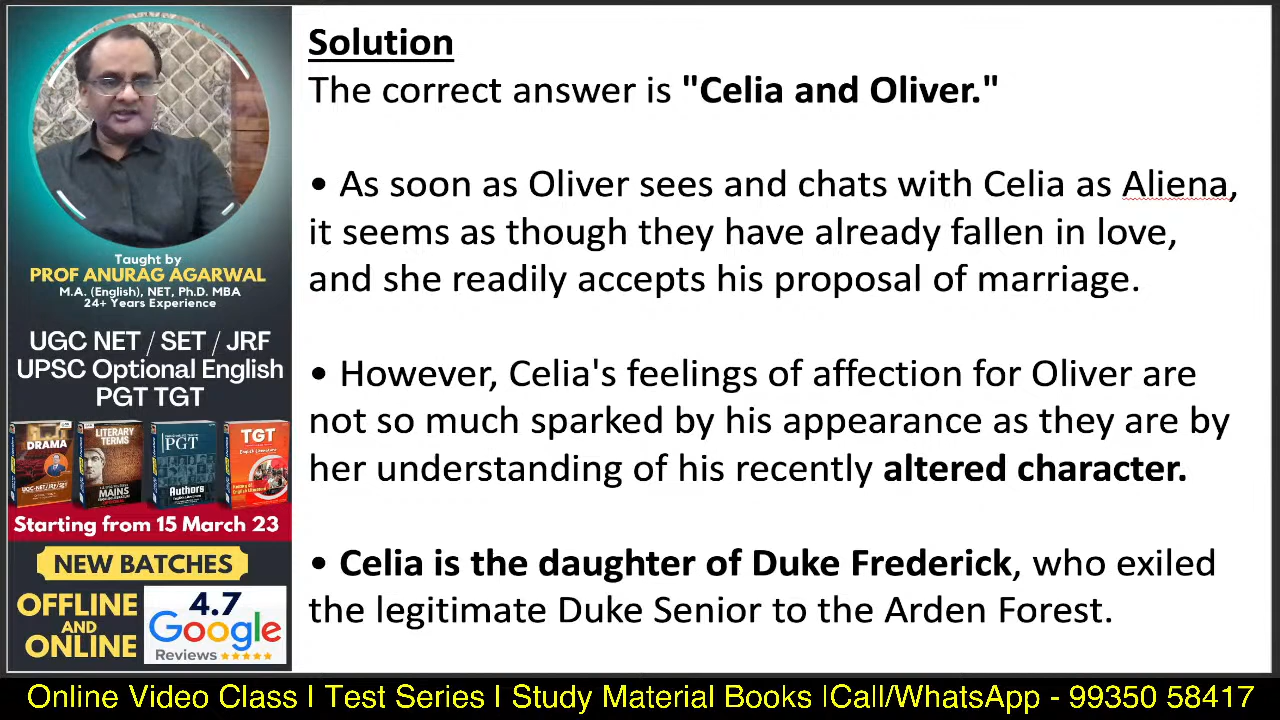 Solution
The correct answer is "Celia and Oliver."
• As soon as Oliver sees and chats with Celia as Aliena,
it seems as though they have already fallen in love,
and she readily accepts his proposal of marriage.
• However, Celia's feelings of affection for Oliver are
not so much sparked by his appearance as they are by
her understanding of his recently altered character.
• Celia is the daughter of Duke Frederick, who exiled
the legitimate Duke Senior to the Arden Forest.
Taught by
PROF ANURAG AGARWAL
M.A. (English), NET, Ph.D. MBA
24+ Years Experience
UGC NET / SET / JRF
UPSC Optional English
PGT TGT
DRAMA
LITERARY
TERMS
MAINS
PGT
Authors
TGT
Starting from 15 March 23
NEW BATCHES
OFFLINE
AND
ONLINE
4.7
Google
Reviews
Online Video Class I Test Series I Study Material Books |Call/WhatsApp - 99350 58417